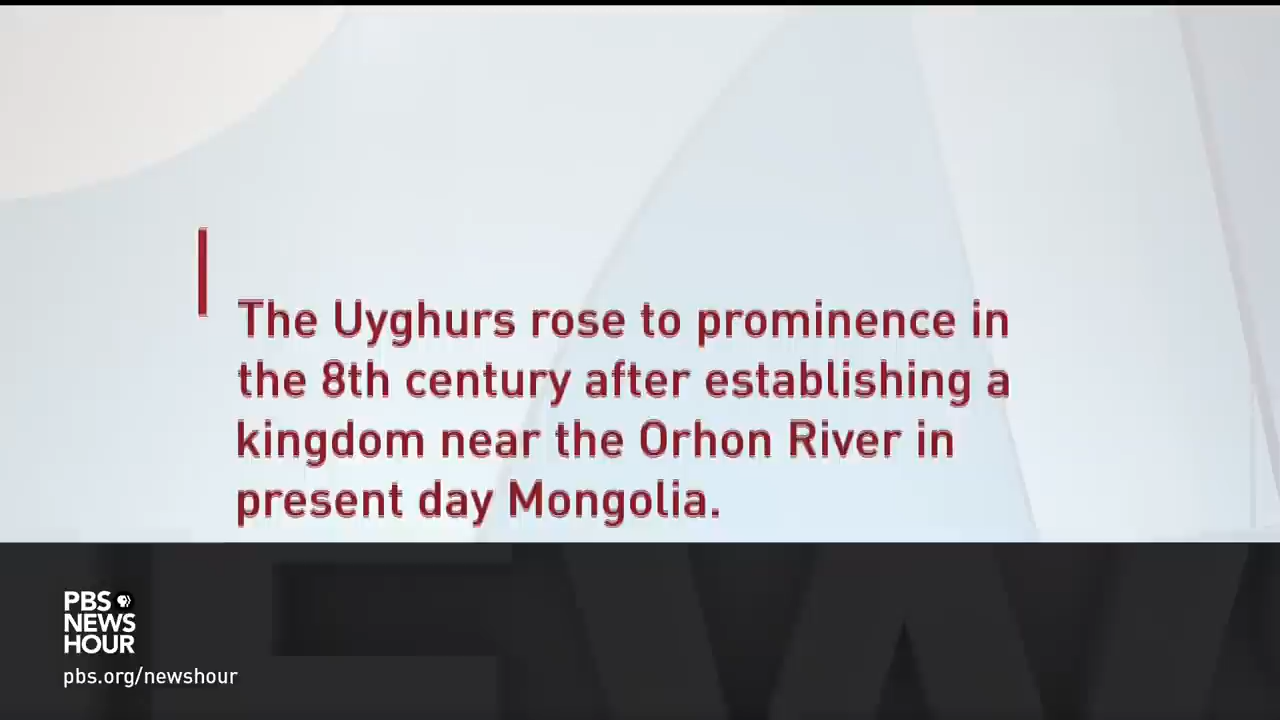 The Uyghurs rose to prominence in
the 8th century after establishing a
kingdom near the Orhon River in
present day Mongolia.
PBS
NEWS
HOUR
pbs.org/newshour